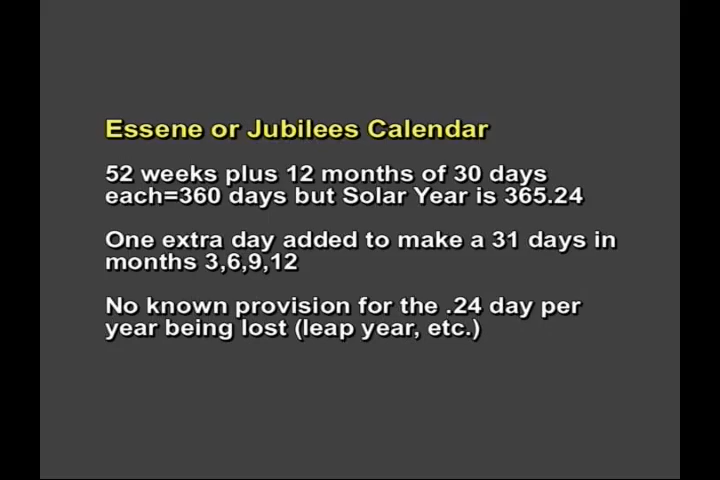 Essene or Jubilees Calendar
52 weeks plus 12 months of 30 days
each=360 days but Solar Year is 365.24
One extra day added to make a 31 days in
months 3,6,9,12
No known provision for the .24 day per
year being lost (leap year, etc.)